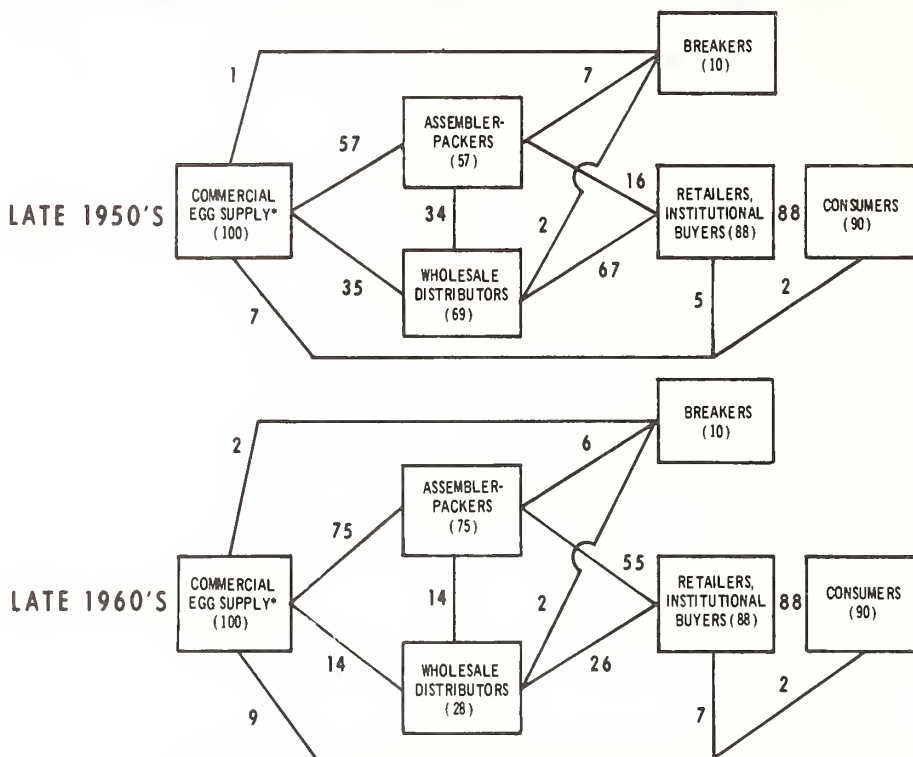 BREAKERS
(10)
1
7
ASSEMBLER-
PACKERS
(57)
57
COMMERCIAL
EGG SUPPLY*
(100)
LATE 1950'S
34
2
16
RETAILERS,
INSTITUTIONAL
BUYERS (88)
88
CONSUMERS
(90)
35
WHOLESALE
DISTRIBUTORS
(69)
67
7
5
2
BREAKERS
(10)
2
6
ASSEMBLER-
PACKERS
(75)
75
COMMERCIAL
EGG SUPPLY*
(100)
LATE 1960'S
14
2
55
RETAILERS,
INSTITUTIONAL
BUYERS (88)
88
CONSUMERS
(90)
14
WHOLESALE
DISTRIBUTORS
(28)
26
9
7
2